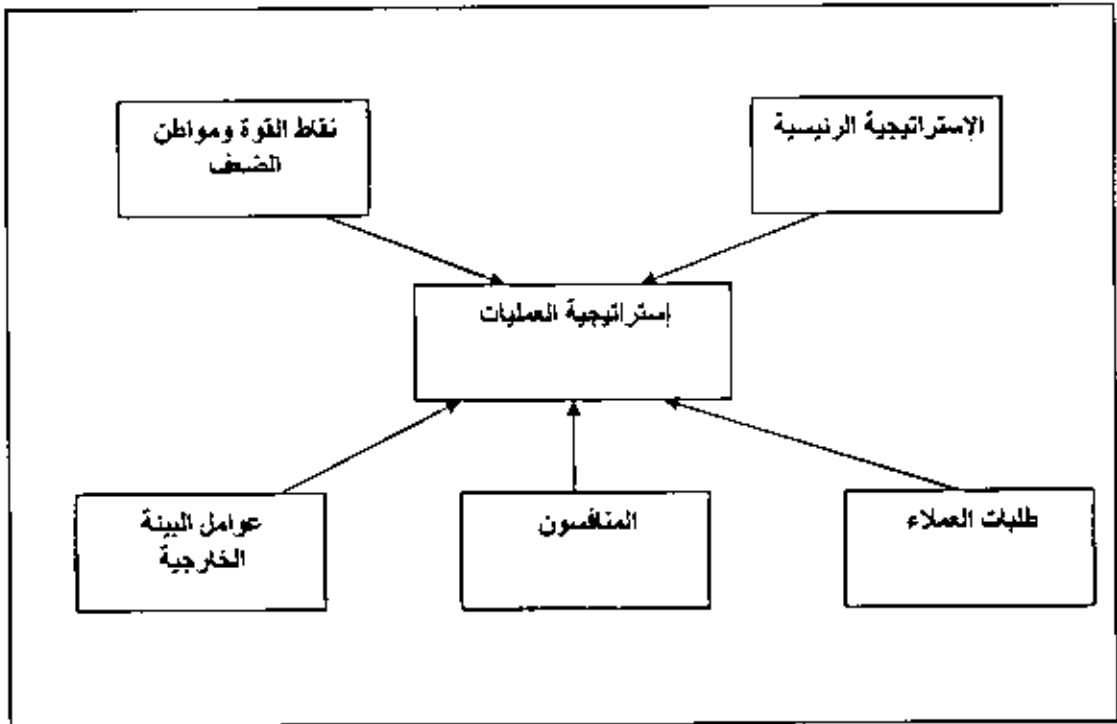 الإستراتيجية الرئيسية
نقاط القوة ومواطن
الضعف
إستراتيجية العمليات
طلبات العملاء
المنافسون
عوامل البيئة
الخارجية